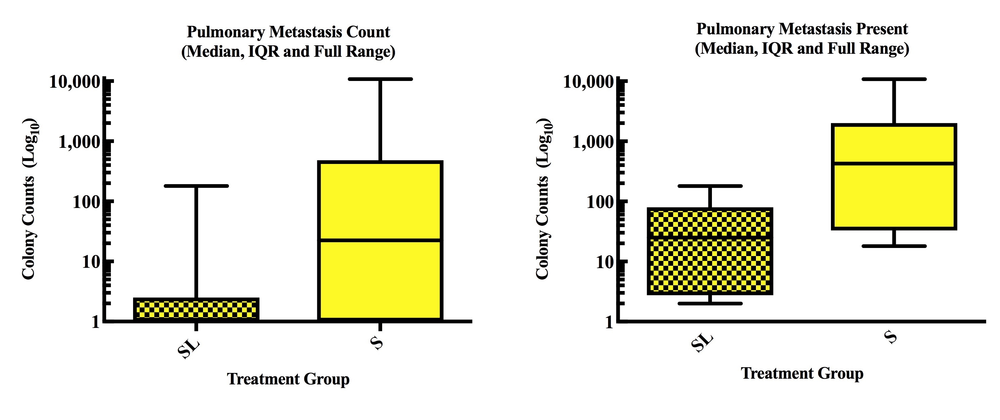 Pulmonary Metastasis Count
(Median, IQR and Full Range)
10,000
1,000
100
10
1
Colony Counts (Log10)
SL
S
Treatment Group
Pulmonary Metastasis Present
(Median, IQR and Full Range)
10,000
1,000
100
10
1
Colony Counts (Log10)
SL
S
Treatment Group